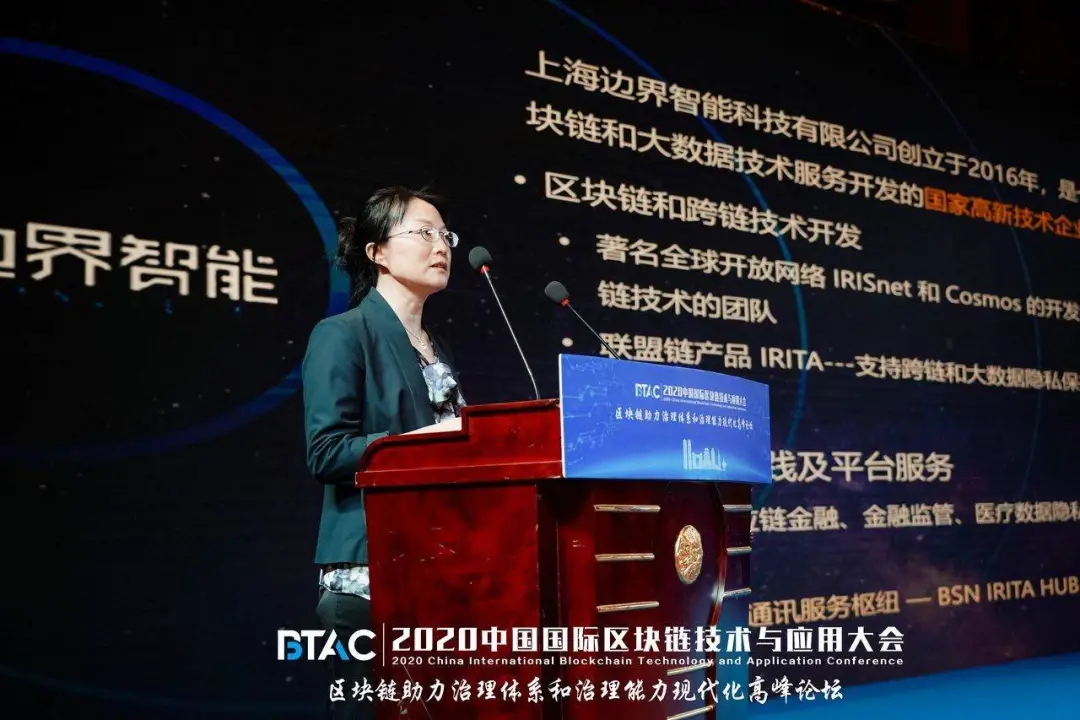 界智能
上海边界智能科技有限公司创立于2016年，是
块链和大数据技术服务开发的国家高新技术企业
• 区块链和跨链技术开发
• 著名全球开放网络 IRISnet 和 Cosmos 的开发
链技术的团队
• 联盟链产品 IRITA---支持跨链和大数据隐私保
线及平台服务
链金融、金融监管、医疗数据隐私
通讯服务枢纽 — BSN IRITA HUB
BTAC 2020中国国际区块链技术与应用大会
2020 China International Blockchain Technology and Application Conference
区块链助力治理体系和治理能力现代化高峰论坛
BTAC 2020中国国际区块链技术与应用大会
2020 China International Blockchain Technology and Application Conference
区块链助力治理体系和治理能力现代化高峰论坛